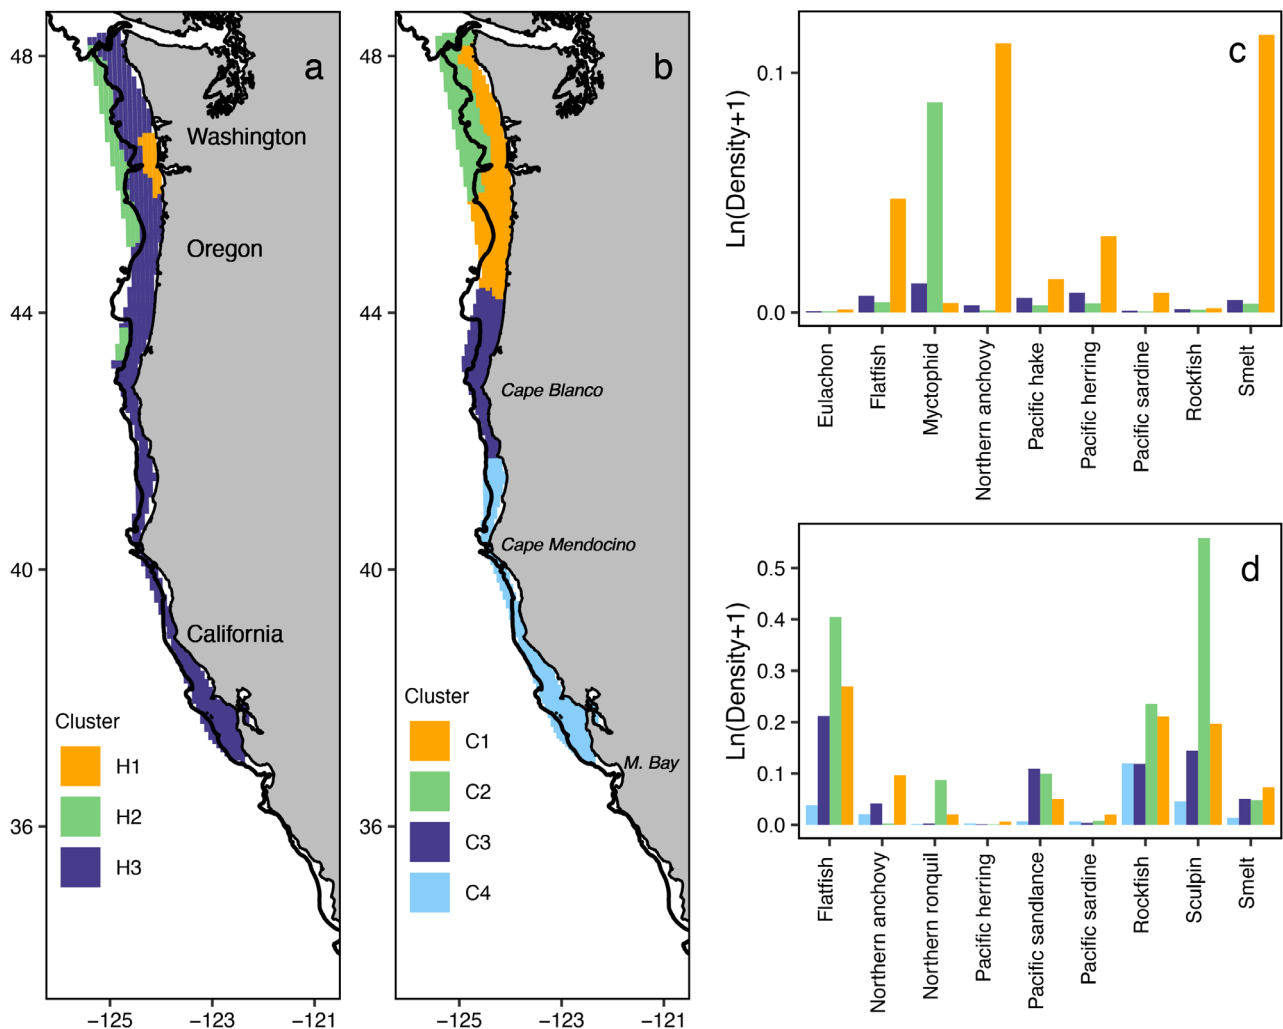 a
48
44
40
36
Washington
Oregon
California
Cluster
H1
H2
H3
−125
−123
−121
b
48
44
40
36
Cape Blanco
Cape Mendocino
M. Bay
Cluster
C1
C2
C3
C4
−125
−123
−121
c
Ln(Density+1)
0.1
0.0
Eulachon
Flatfish
Myctophid
Northern anchovy
Pacific hake
Pacific herring
Pacific sardine
Rockfish
Smelt
d
Ln(Density+1)
0.5
0.4
0.3
0.2
0.1
0.0
Flatfish
Northern anchovy
Northern ronquil
Pacific herring
Pacific sandlance
Pacific sardine
Rockfish
Sculpin
Smelt